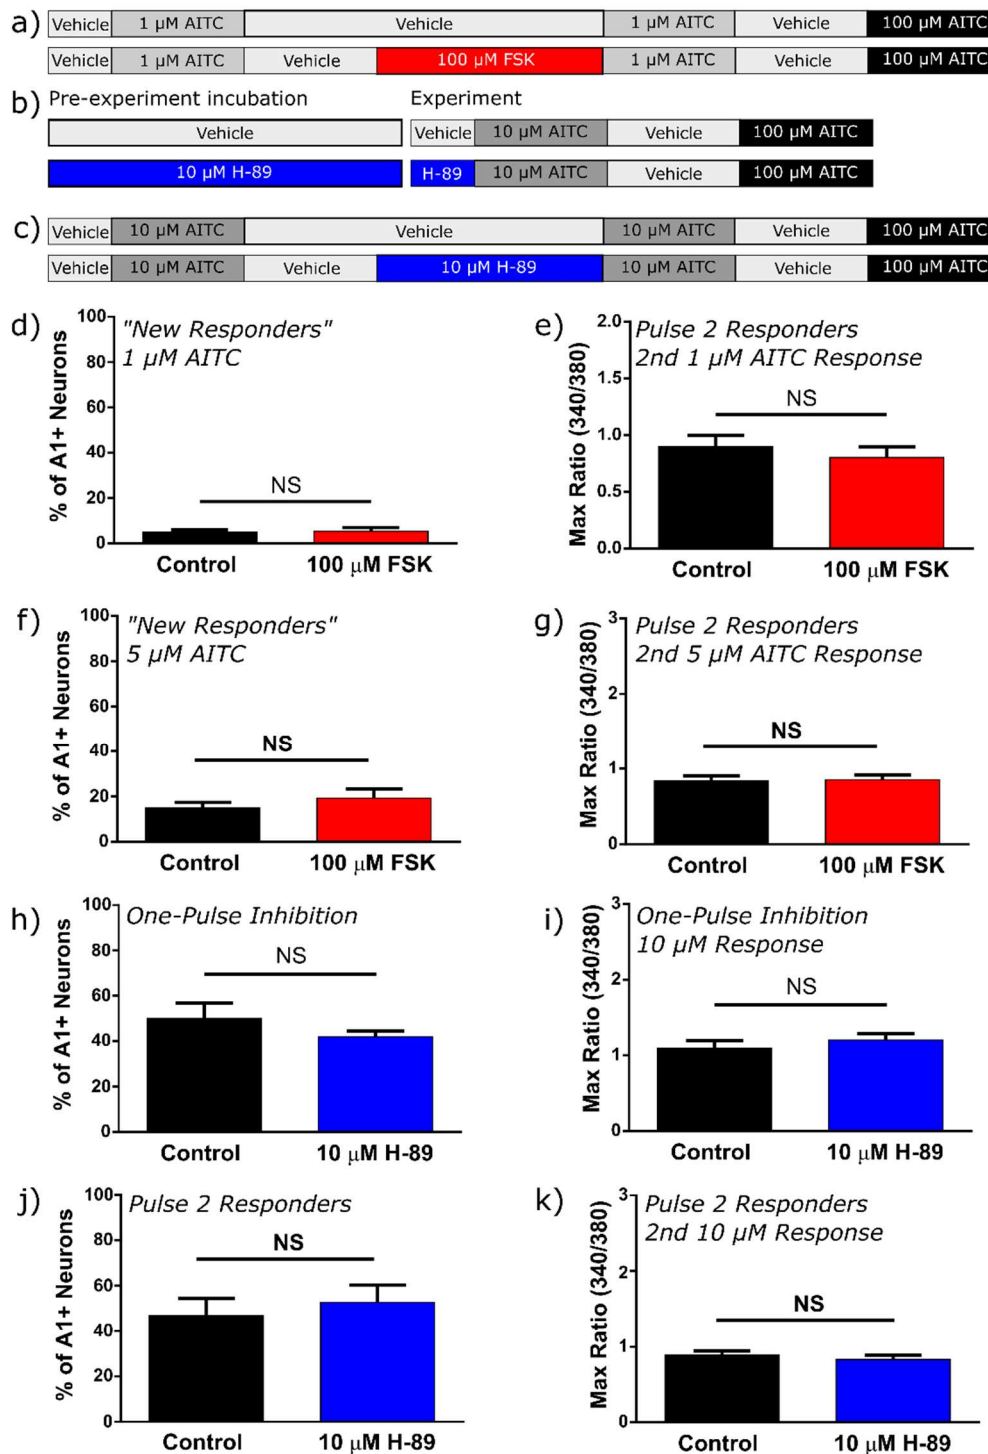 a) Vehicle 1 µM AITC Vehicle 1 µM AITC Vehicle 100 µM AITC
Vehicle 1 µM AITC Vehicle 100 µM FSK 1 µM AITC Vehicle 100 µM AITC
Pre-experiment incubation Experiment
b) Vehicle Vehicle 10 µM AITC Vehicle 100 µM AITC
10 µM H-89 H-89 10 µM AITC Vehicle 100 µM AITC
c) Vehicle 10 µM AITC Vehicle 10 µM AITC Vehicle 100 µM AITC
Vehicle 10 µM AITC Vehicle 10 µM H-89 10 µM AITC Vehicle 100 µM AITC
d)
"New Responders"
1 µM AITC
% of A1+ Neurons
100
80
60
40
20
0
NS
Control 100 µM FSK
e)
Pulse 2 Responders
2nd 1 µM AITC Response
Max Ratio (340/380)
2.0
1.5
1.0
0.5
0.0
NS
Control 100 µM FSK
f)
"New Responders"
5 µM AITC
% of A1+ Neurons
100
80
60
40
20
0
NS
Control 100 µM FSK
g)
Pulse 2 Responders
2nd 5 µM AITC Response
Max Ratio (340/380)
3
2
1
0
NS
Control 100 µM FSK
h)
One-Pulse Inhibition
% of A1+ Neurons
100
80
60
40
20
0
NS
Control 10 µM H-89
i)
One-Pulse Inhibition
10 µM Response
Max Ratio (340/380)
3
2
1
0
NS
Control 10 µM H-89
j)
Pulse 2 Responders
% of A1+ Neurons
100
80
60
40
20
0
NS
Control 10 µM H-89
k)
Pulse 2 Responders
2nd 10 µM Response
Max Ratio (340/380)
3
2
1
0
NS
Control 10 µM H-89